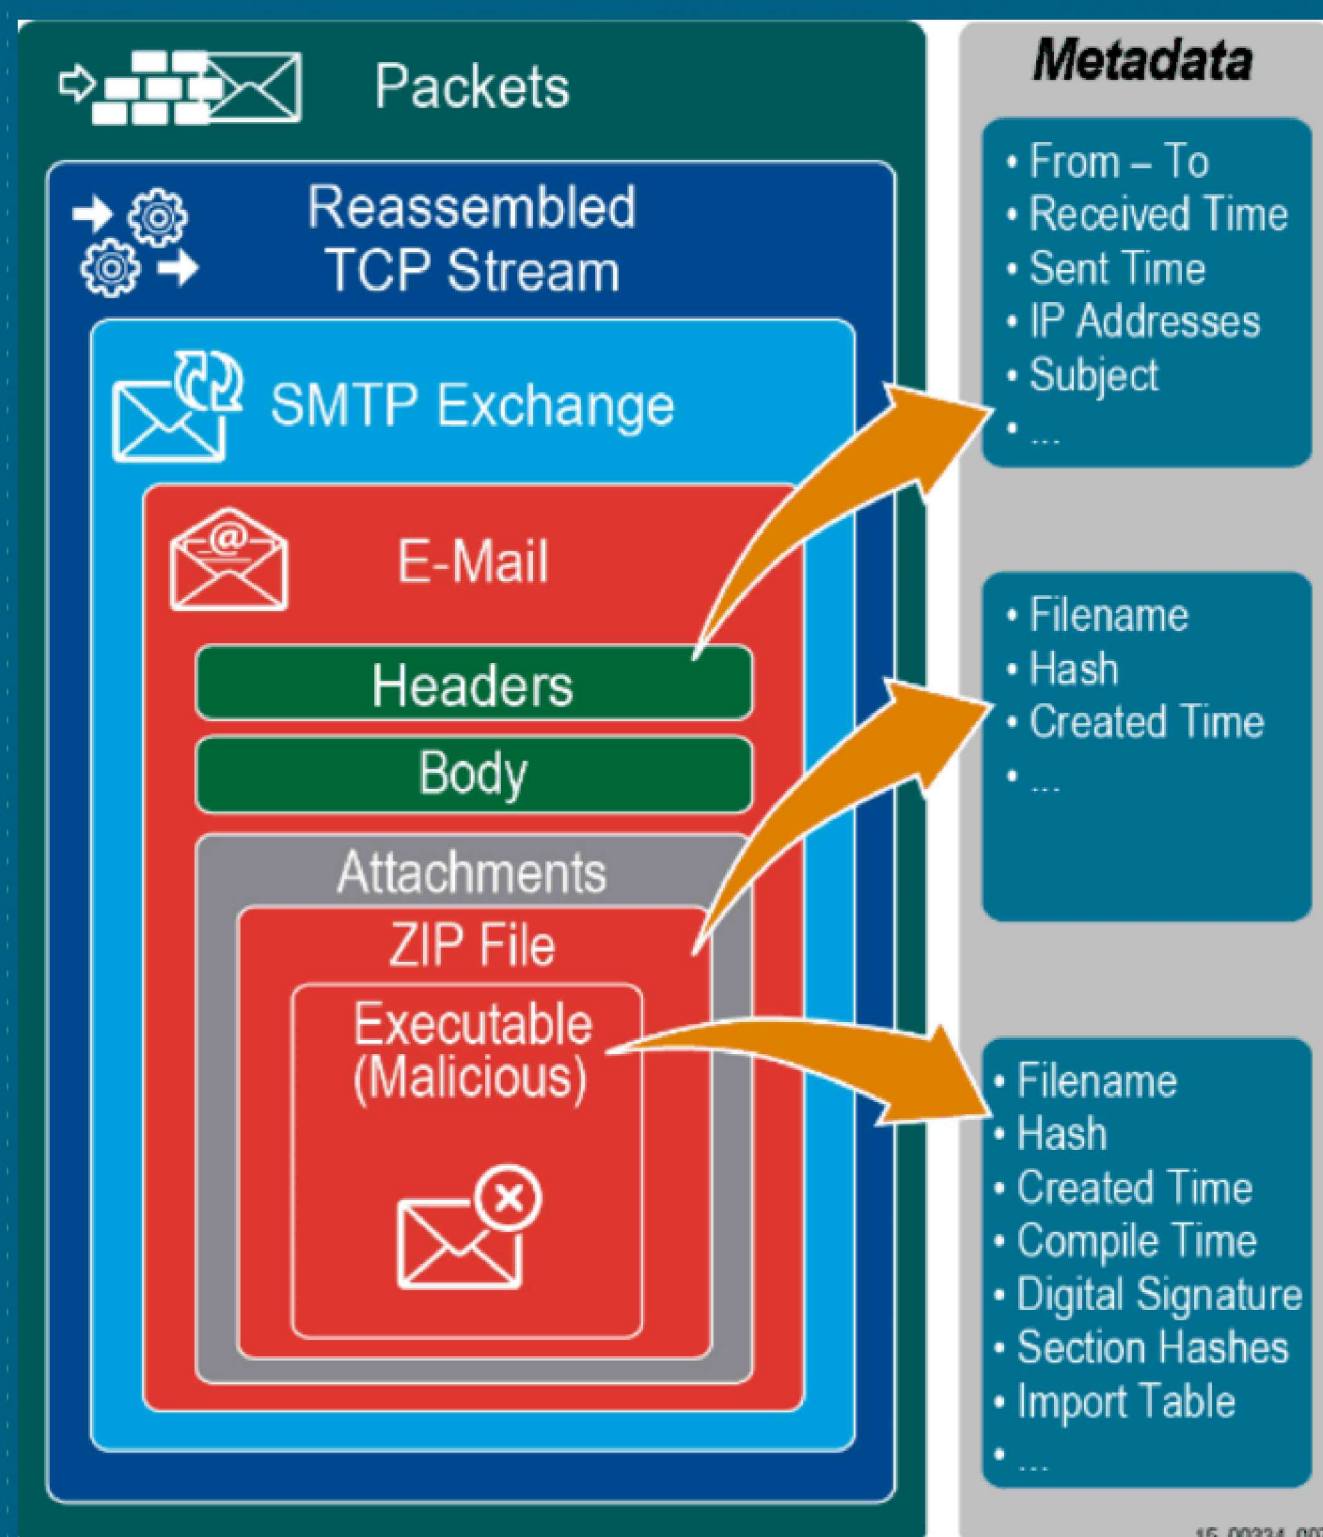 Packets
Reassembled
TCP Stream
SMTP Exchange
@
E-Mail
Headers
Body
Attachments
ZIP File
Executable
(Malicious)
Metadata
• From – To
• Received Time
• Sent Time
• IP Addresses
• Subject
• ...
• Filename
• Hash
• Created Time
• ...
• Filename
• Hash
• Created Time
• Compile Time
• Digital Signature
• Section Hashes
• Import Table
• ...